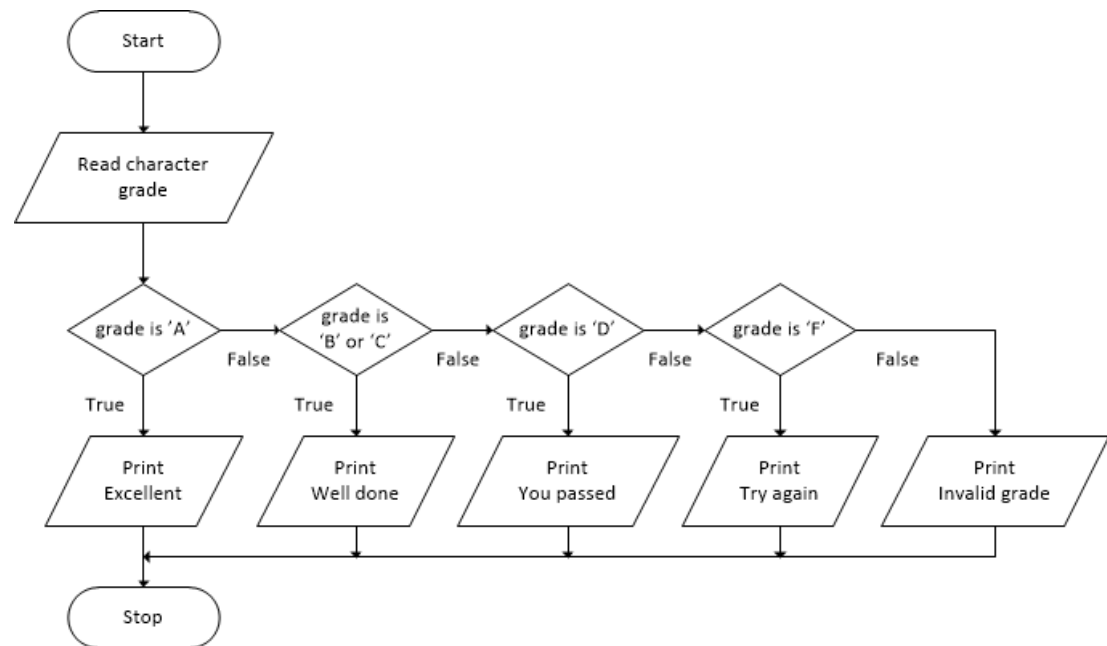 Start
Read character
grade
grade is ’A’
grade is
‘B’ or ‘C’
grade is ‘D’
grade is ‘F’
False
False
False
False
True
True
True
True
Print
Excellent
Print
Well done
Print
You passed
Print
Try again
Print
Invalid grade
Stop